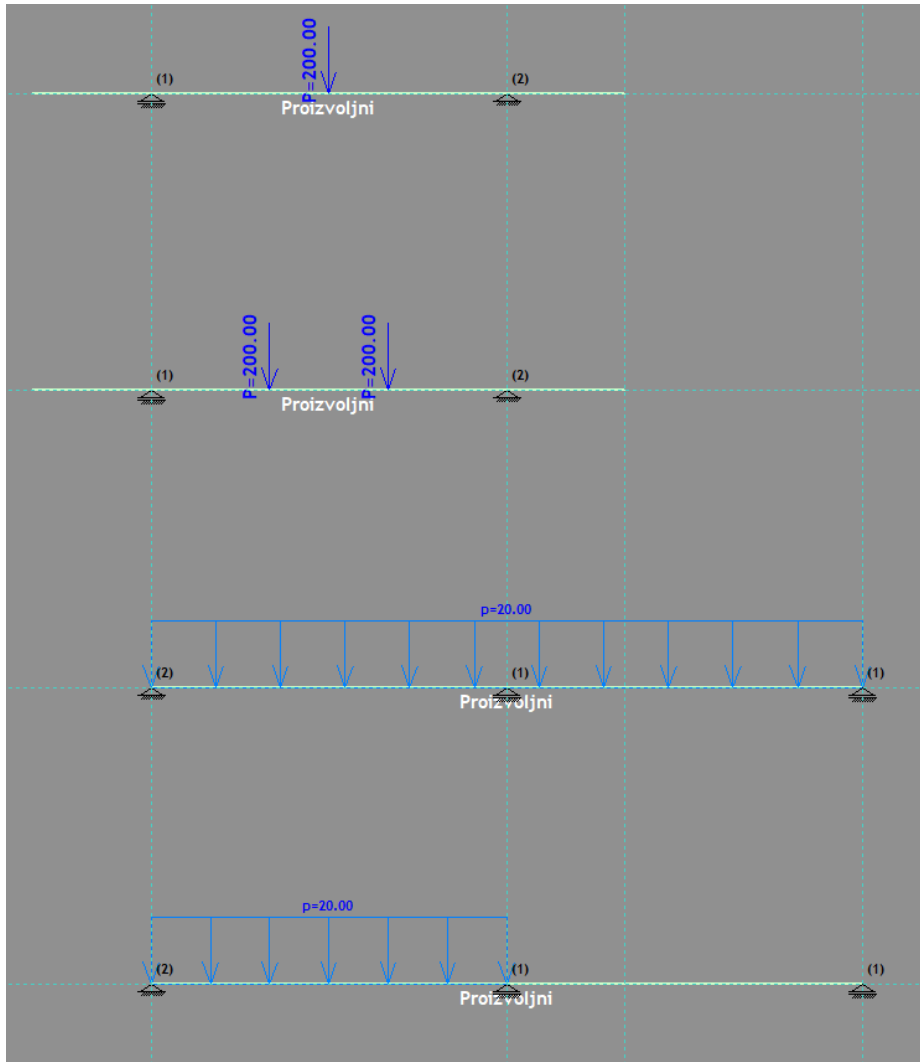 P=200.00
(1)
(2)
Proizvoljni
P=200.00
P=200.00
(1)
(2)
Proizvoljni
p=20.00
(2)
(1)
(1)
Proizvoljni
p=20.00
(2)
(1)
(1)
Proizvoljni